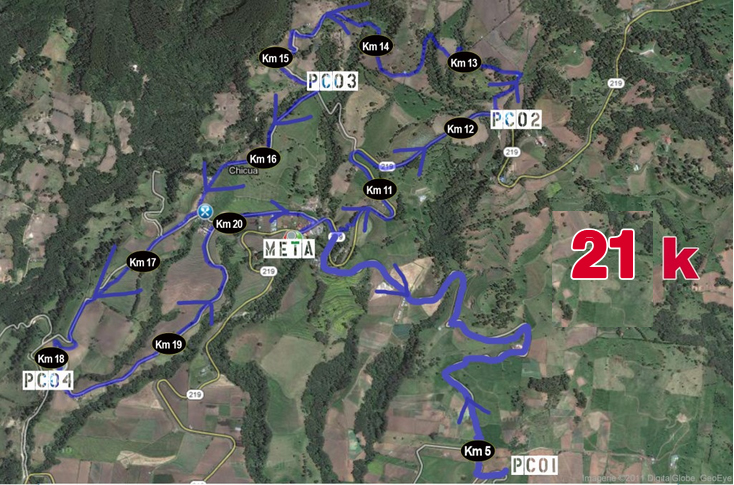 Km 14
Km 15
Km 13
PC03
219
PC02
Km 12
219
219
Km 16
Chicua
Km 11
Km 20
META
21 k
Km 17
219
Km 18
Km 19
PC04
219
Km 5
PC01
Imagene ©2011 DigitalGlobe, GeoEye